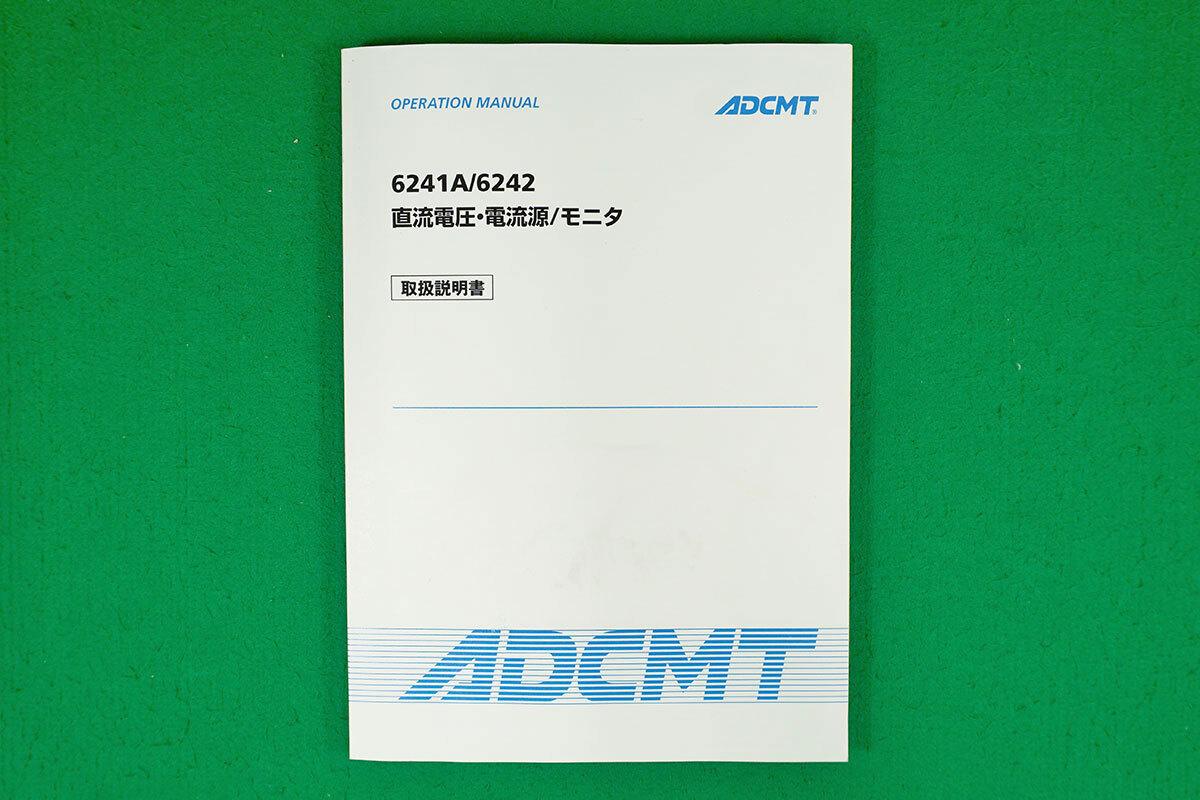 OPERATION MANUAL
ADCMT®
6241A/6242
直流電圧・電流源/モニタ
取扱説明書
ADCMT